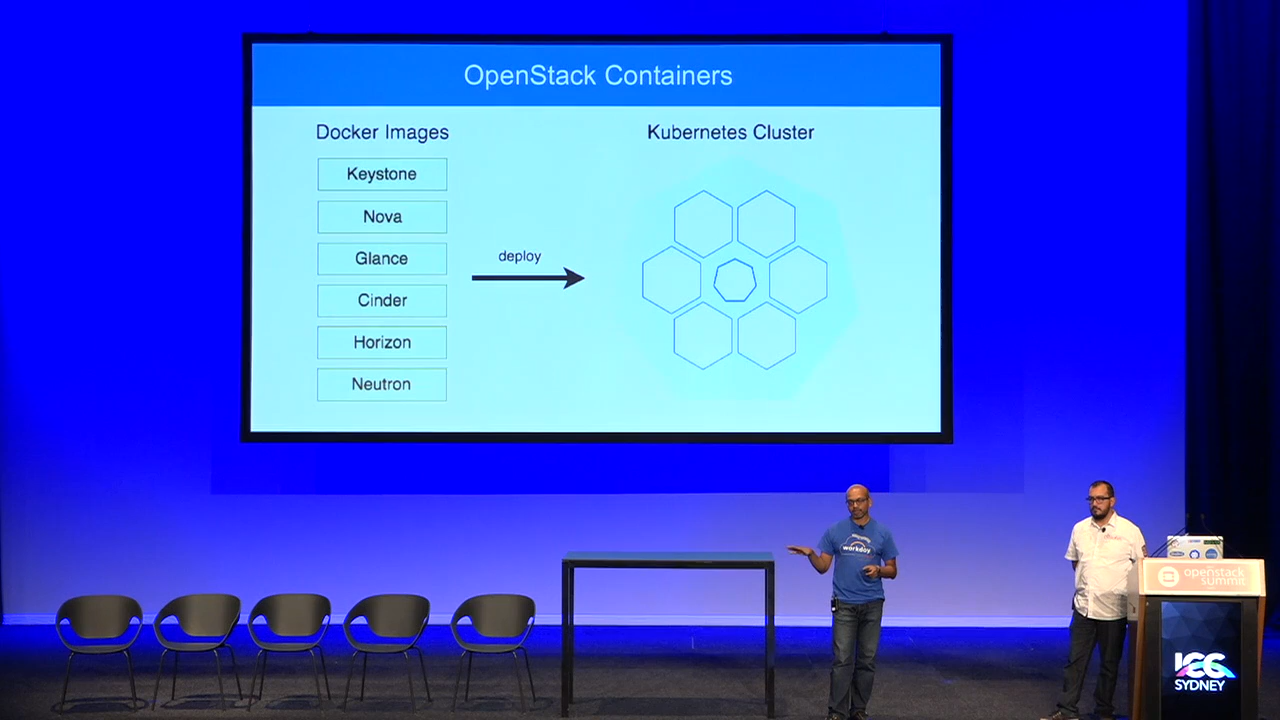 OpenStack Containers
Docker Images
Kubernetes Cluster
Keystone
Nova
Glance
Cinder
Horizon
Neutron
deploy
workday
openstack
summit
ICC
SYDNEY